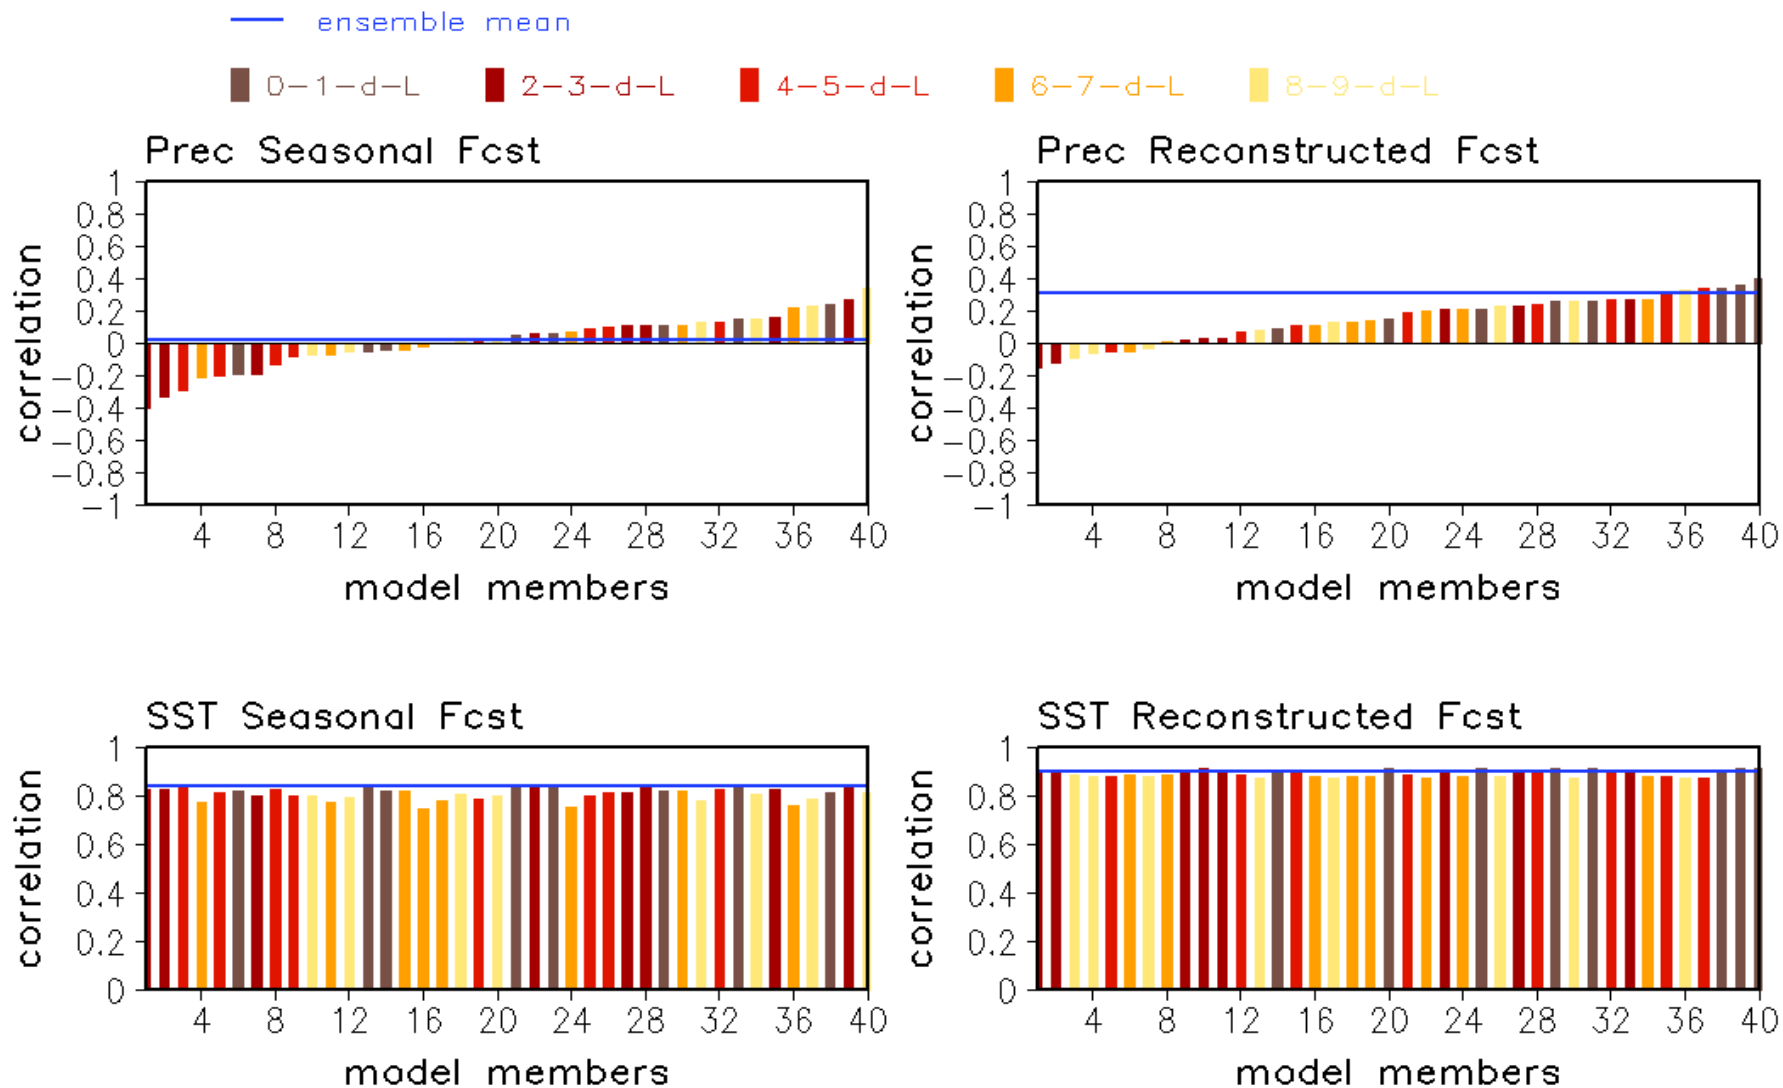 ensemble mean
0-1-d-L 2-3-d-L 4-5-d-L 6-7-d-L 8-9-d-L
Prec Seasonal Fcst
1
0.8
0.6
0.4
0.2
0
-0.2
-0.4
-0.6
-0.8
-1
correlation
4 8 12 16 20 24 28 32 36 40
model members
Prec Reconstructed Fcst
1
0.8
0.6
0.4
0.2
0
-0.2
-0.4
-0.6
-0.8
-1
correlation
4 8 12 16 20 24 28 32 36 40
model members
SST Seasonal Fcst
1
0.8
0.6
0.4
0.2
0
correlation
4 8 12 16 20 24 28 32 36 40
model members
SST Reconstructed Fcst
1
0.8
0.6
0.4
0.2
0
correlation
4 8 12 16 20 24 28 32 36 40
model members